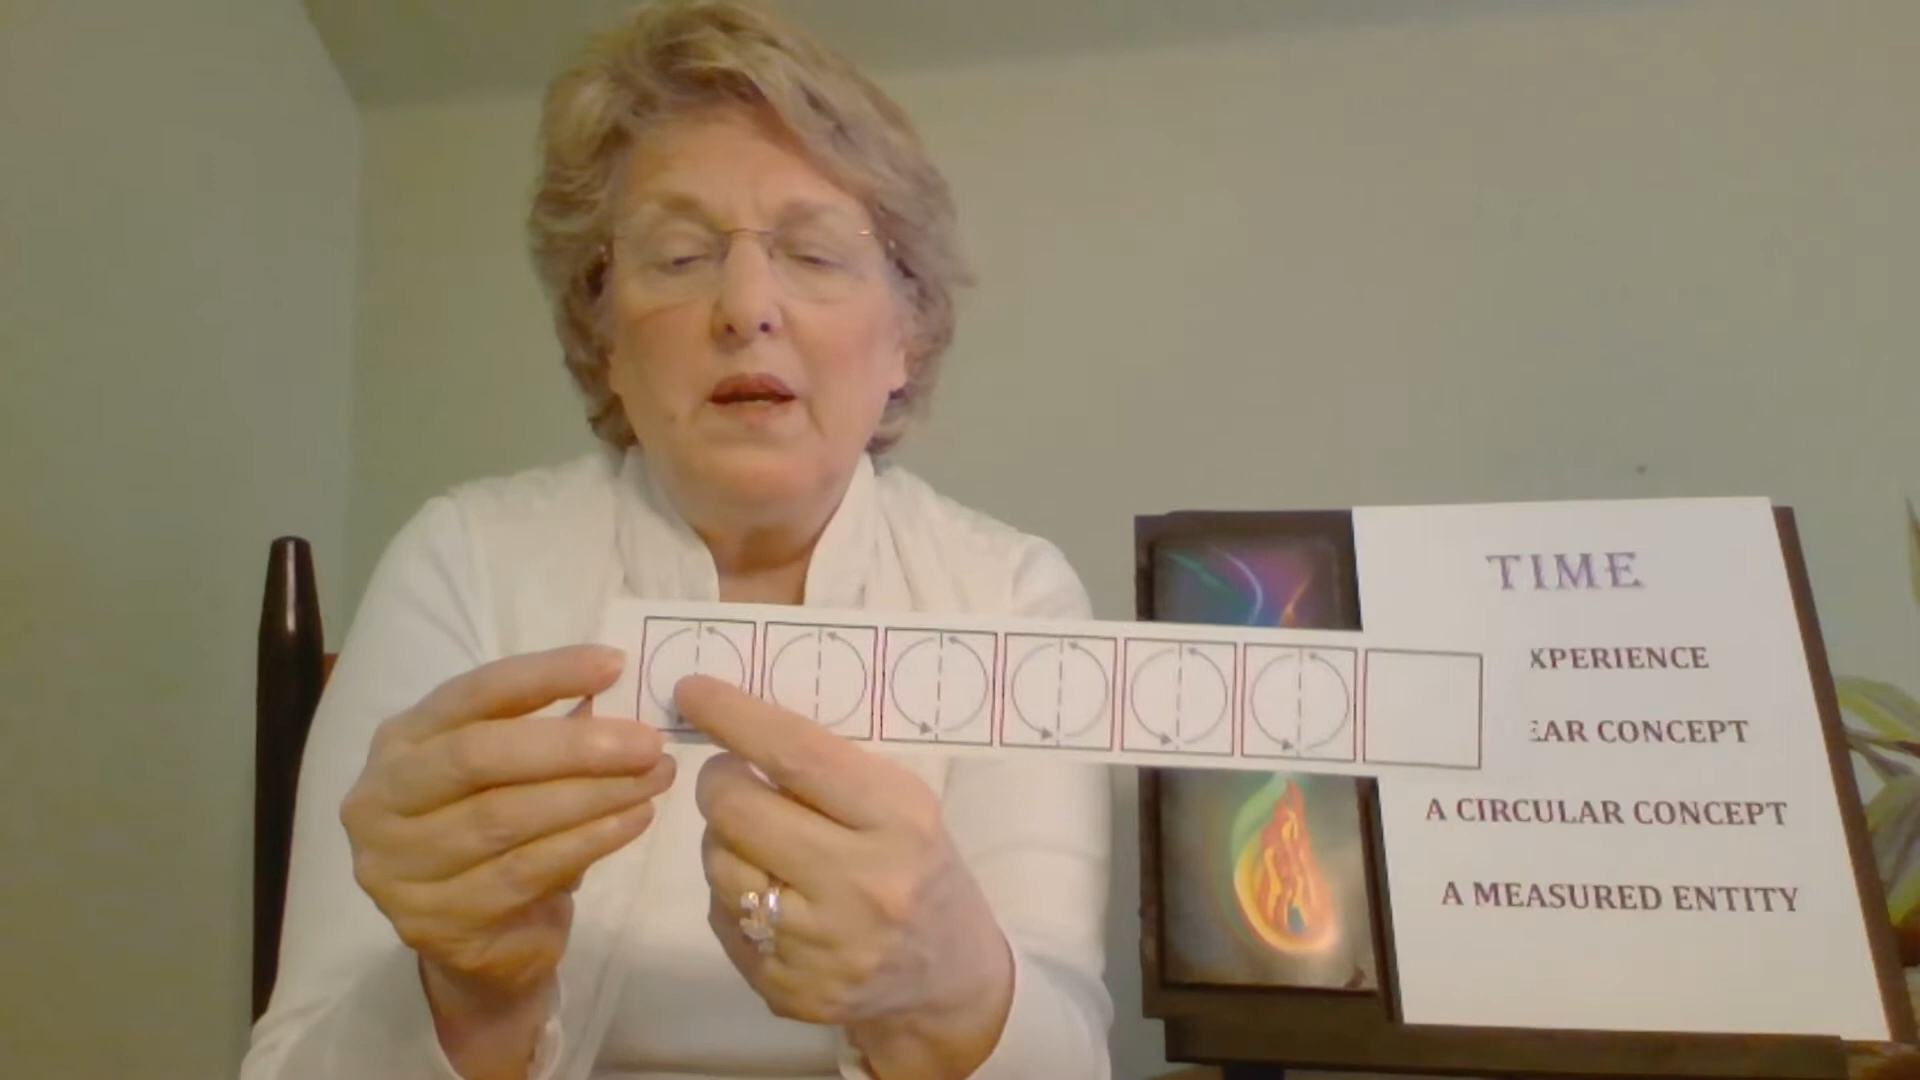 TIME
XPERIENCE
EAR CONCEPT
A CIRCULAR CONCEPT
A MEASURED ENTITY